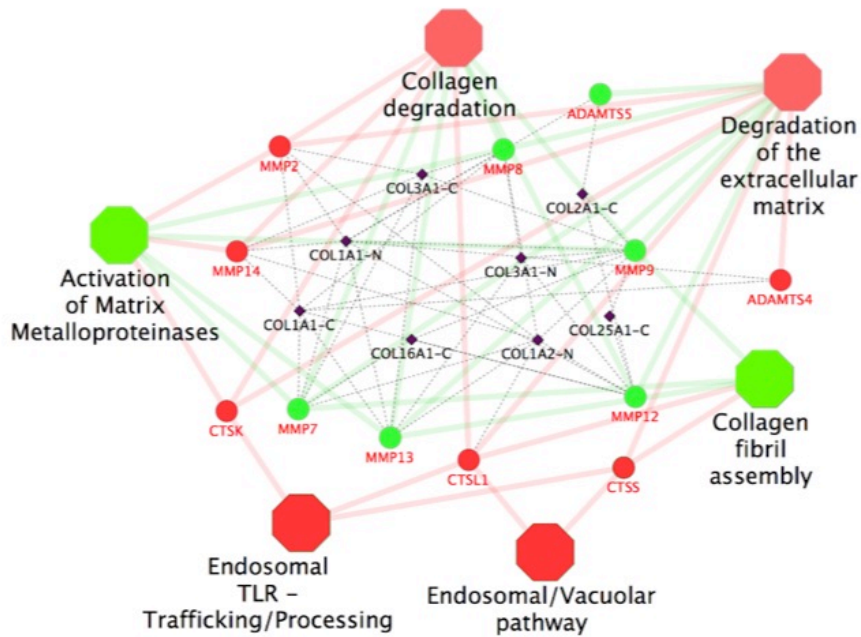 Collagen
degradation
ADAMTS5
Degradation
of the
extracellular
matrix
MMP2
MMP8
COL3A1-C
COL2A1-C
Activation
of Matrix
Metalloproteinases
MMP14
COL1A1-N
COL3A1-N
MMP9
ADAMTS4
COL1A1-C
COL25A1-C
COL16A1-C
COL1A2-N
CTSK
MMP7
MMP12
Collagen
fibril
assembly
MMP13
CTSL1
CTSS
Endosomal
TLR -
Trafficking/Processing
Endosomal/Vacuolar
pathway